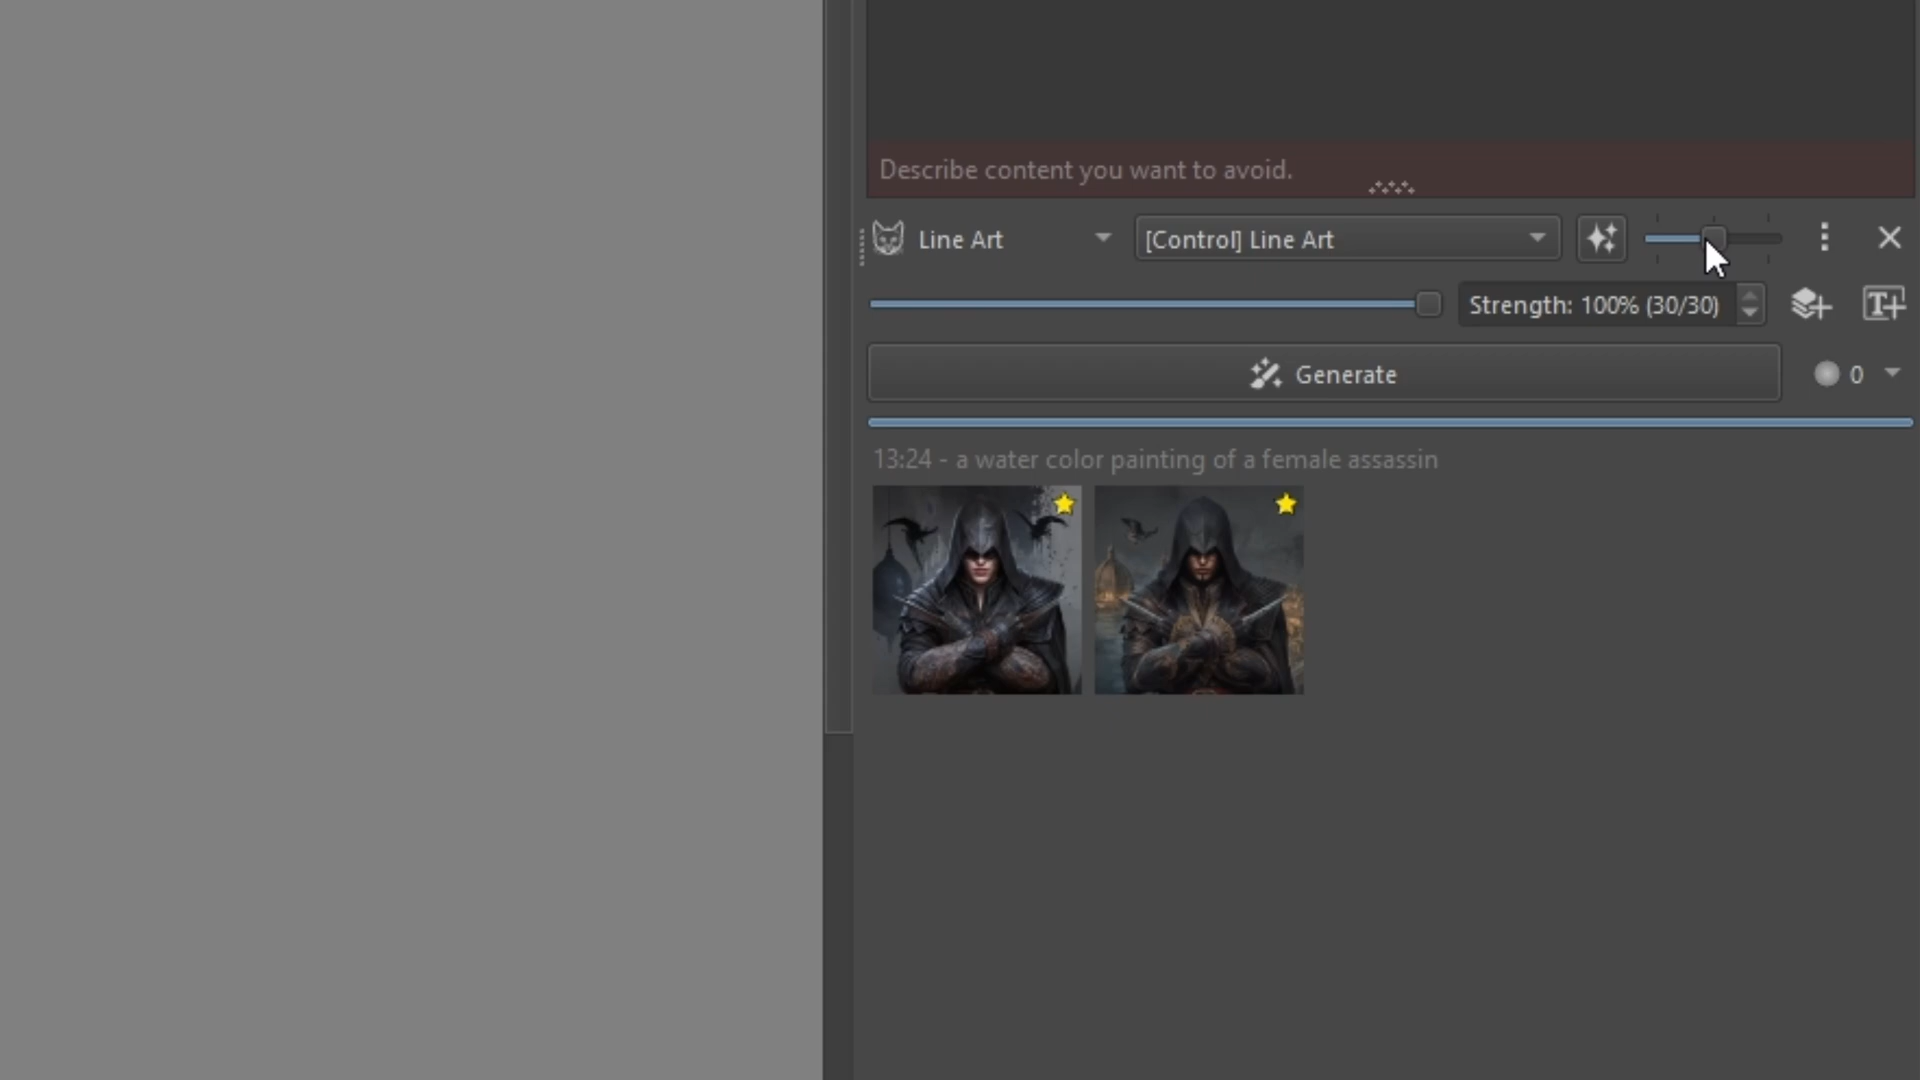 Describe content you want to avoid.
Line Art [Control] Line Art
Strength: 100% (30/30)
Generate 0
13:24 - a water color painting of a female assassin